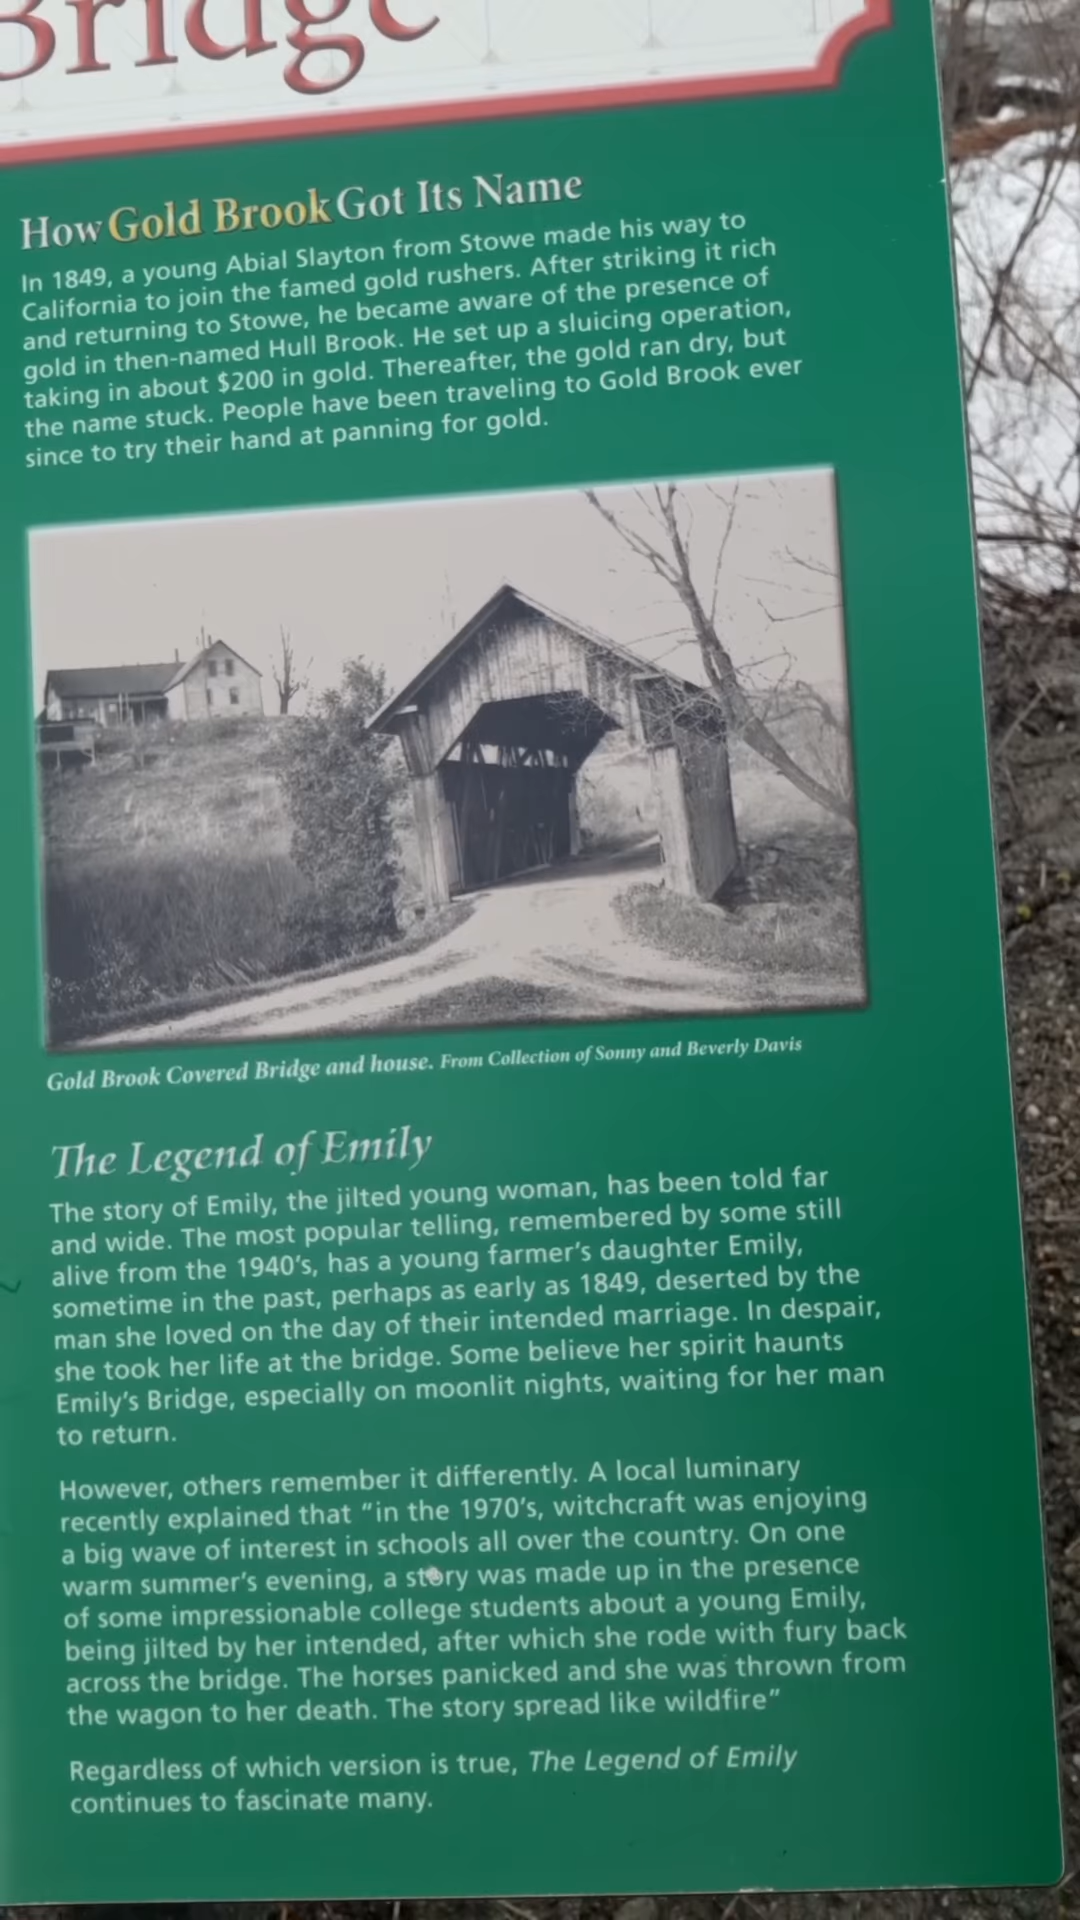 Bridge
How Gold Brook Got Its Name
In 1849, a young Abial Slayton from Stowe made his way to
California to join the famed gold rushers. After striking it rich
and returning to Stowe, he became aware of the presence of
gold in then-named Hull Brook. He set up a sluicing operation,
taking in about $200 in gold. Thereafter, the gold ran dry, but
the name stuck. People have been traveling to Gold Brook ever
since to try their hand at panning for gold.
Gold Brook Covered Bridge and house. From Collection of Sonny and Beverly Davis
The Legend of Emily
The story of Emily, the jilted young woman, has been told far
and wide. The most popular telling, remembered by some still
alive from the 1940's, has a young farmer's daughter Emily,
sometime in the past, perhaps as early as 1849, deserted by the
man she loved on the day of their intended marriage. In despair,
she took her life at the bridge. Some believe her spirit haunts
Emily's Bridge, especially on moonlit nights, waiting for her man
to return.
However, others remember it differently. A local luminary
recently explained that "in the 1970's, witchcraft was enjoying
a big wave of interest in schools all over the country. On one
warm summer's evening, a story was made up in the presence
of some impressionable college students about a young Emily,
being jilted by her intended, after which she rode with fury back
across the bridge. The horses panicked and she was thrown from
the wagon to her death. The story spread like wildfire"
Regardless of which version is true, The Legend of Emily
continues to fascinate many.